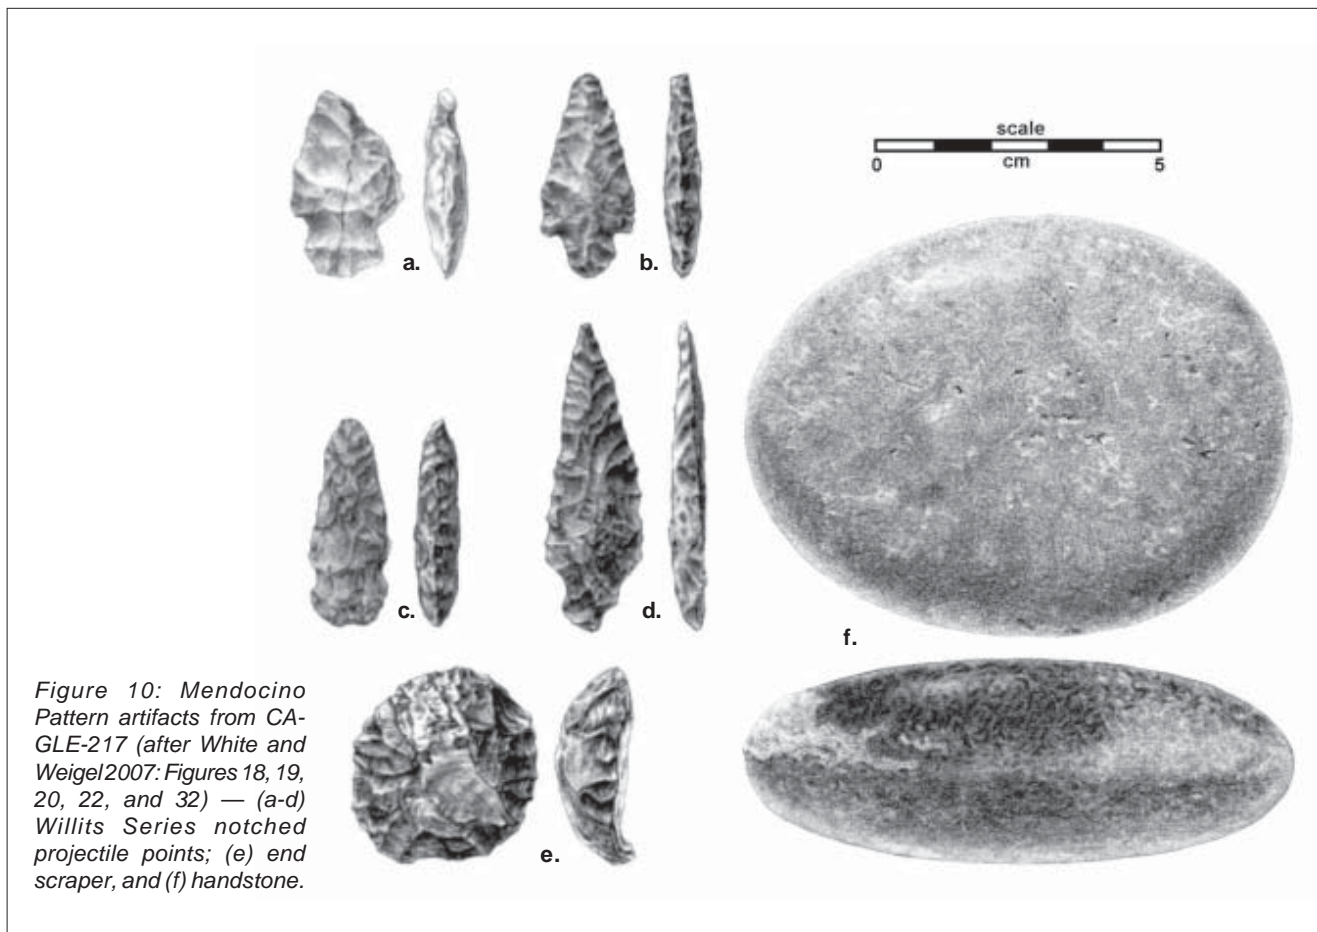 scale
0 cm 5
a.
b.
c.
d.
e.
f.
Figure 10: Mendocino
Pattern artifacts from CA-
GLE-217 (after White and
Weigel 2007: Figures 18, 19,
20, 22, and 32) — (a-d)
Willits Series notched
projectile points; (e) end
scraper, and (f) handstone.